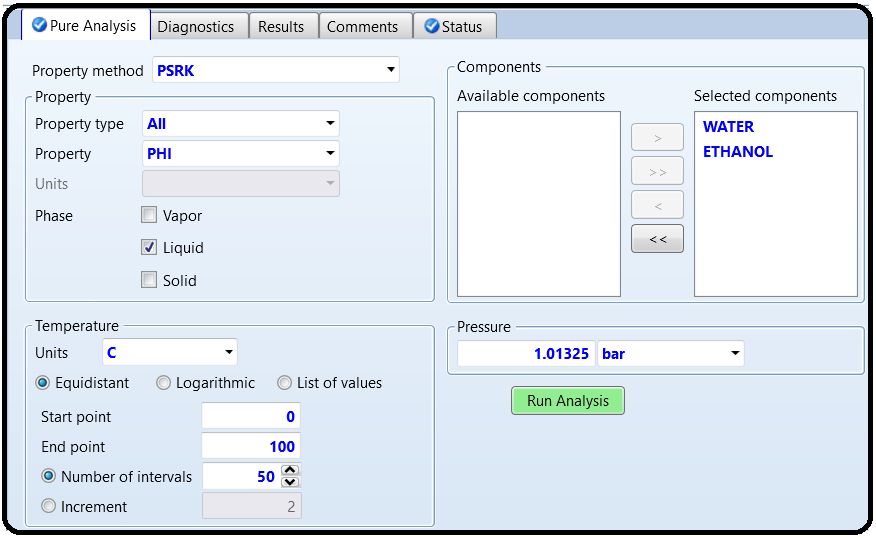 Pure Analysis Diagnostics Results Comments Status
Property method PSRK
Property
Property type All
Property PHI
Units
Phase Vapor
Liquid
Solid
Components
Available components Selected components
WATER
ETHANOL
>
>>
<
<<
Temperature
Units C
Equidistant Logarithmic List of values
Start point 0
End point 100
Number of intervals 50
Increment 2
Pressure
1.01325 bar
Run Analysis